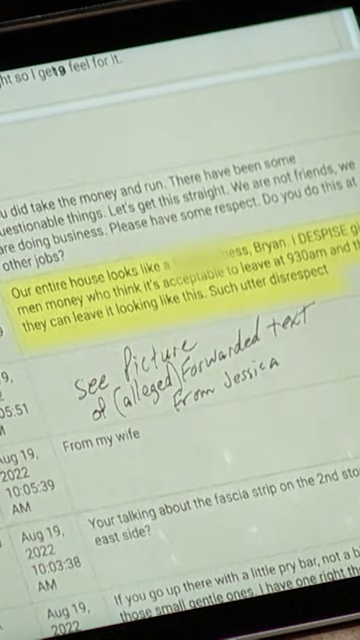 ht so I get a feel for it.
u did take the money and run. There have been some
uestionable things. Let's get this straight. We are not friends, we
are doing business. Please have some respect. Do you do this at
other jobs?
Our entire house looks like a ness, Bryan. I DESPISE gi
men money who think it's acceptable to leave at 930am and t
they can leave it looking like this. Such utter disrespect
9,
05:51
M
see picture
of (alleged) Forwarded text
from Jessica
Aug 19,
2022
10:05:39
AM
From my wife
Aug 19,
2022
10:03:38
AM
Your talking about the fascia strip on the 2nd sto
east side?
Aug 19,
2022
If you go up there with a little pry bar, not a b
those small gentle ones. I have one right th